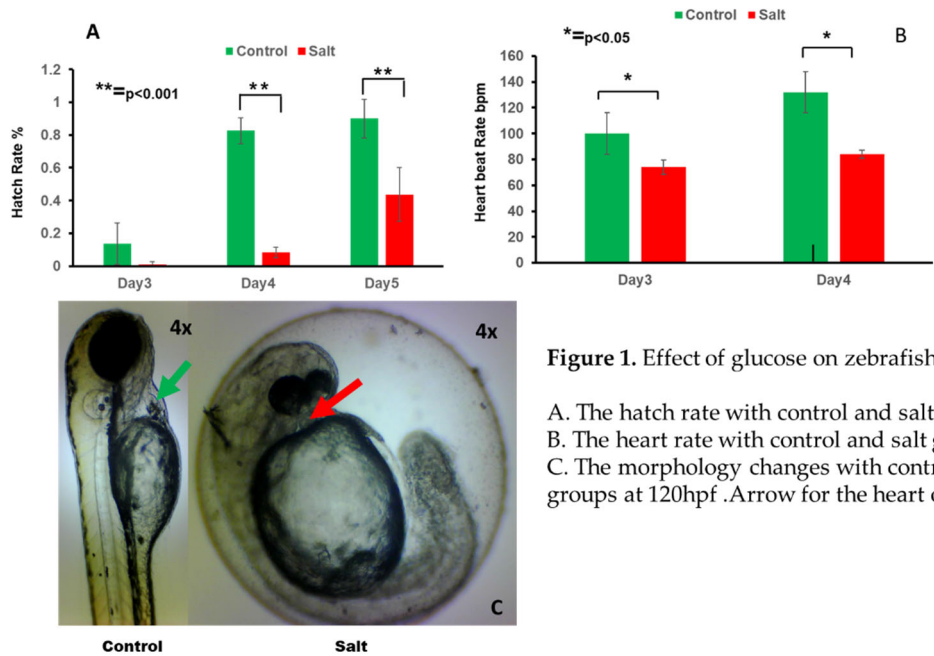 A
Control Salt
**=p<0.001
** **
Hatch Rate %
1.2
1
0.8
0.6
0.4
0.2
0
Day3 Day4 Day5
Control Salt
*=p<0.05
B
* *
Heart beat Rate bpm
160
140
120
100
80
60
40
20
0
Day3 Day4
4x 4x
C
Control Salt
Figure 1. Effect of glucose on zebrafish
A. The hatch rate with control and salt
B. The heart rate with control and salt
C. The morphology changes with
groups at 120hpf .Arrow for the heart